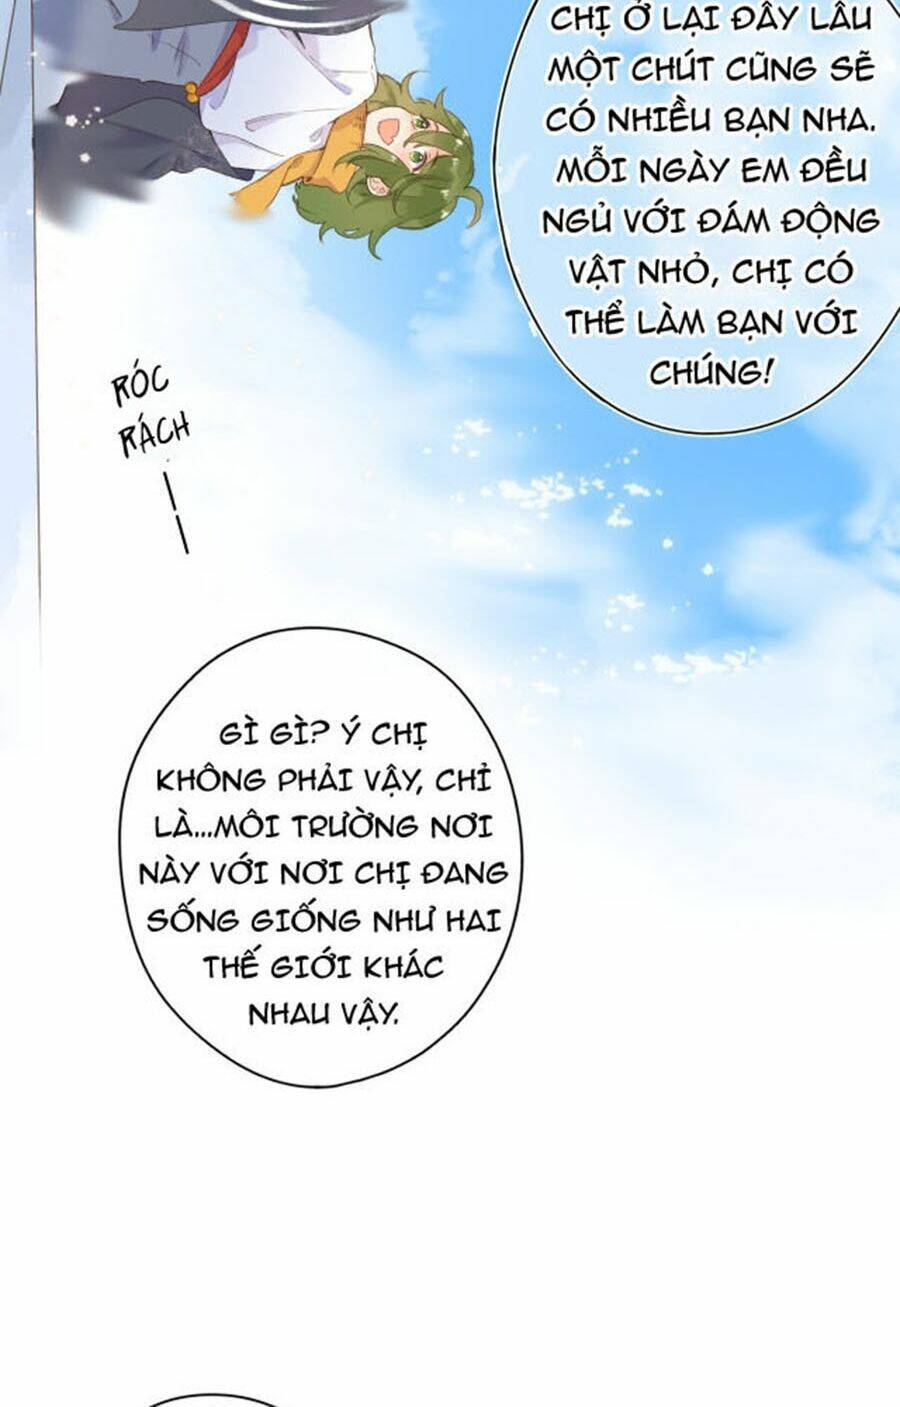 CHỊ Ở LẠI ĐÂY LÂU
MỘT CHÚT CŨNG SẼ
CÓ NHIỀU BẠN NHA.
MỖI NGÀY EM ĐỀU
NGỦ VỚI ĐÁM ĐỘNG
VẬT NHỎ, CHỊ CÓ
THỂ LÀM BẠN VỚI
CHÚNG!
RÓC
RÁCH
GÌ GÌ? Ý CHỊ
KHÔNG PHẢI VẬY, CHỈ
LÀ...MÔI TRƯỜNG NƠI
NÀY VỚI NƠI CHỊ ĐANG
SỐNG GIỐNG NHƯ HAI
THẾ GIỚI KHÁC
NHAU VẬY.